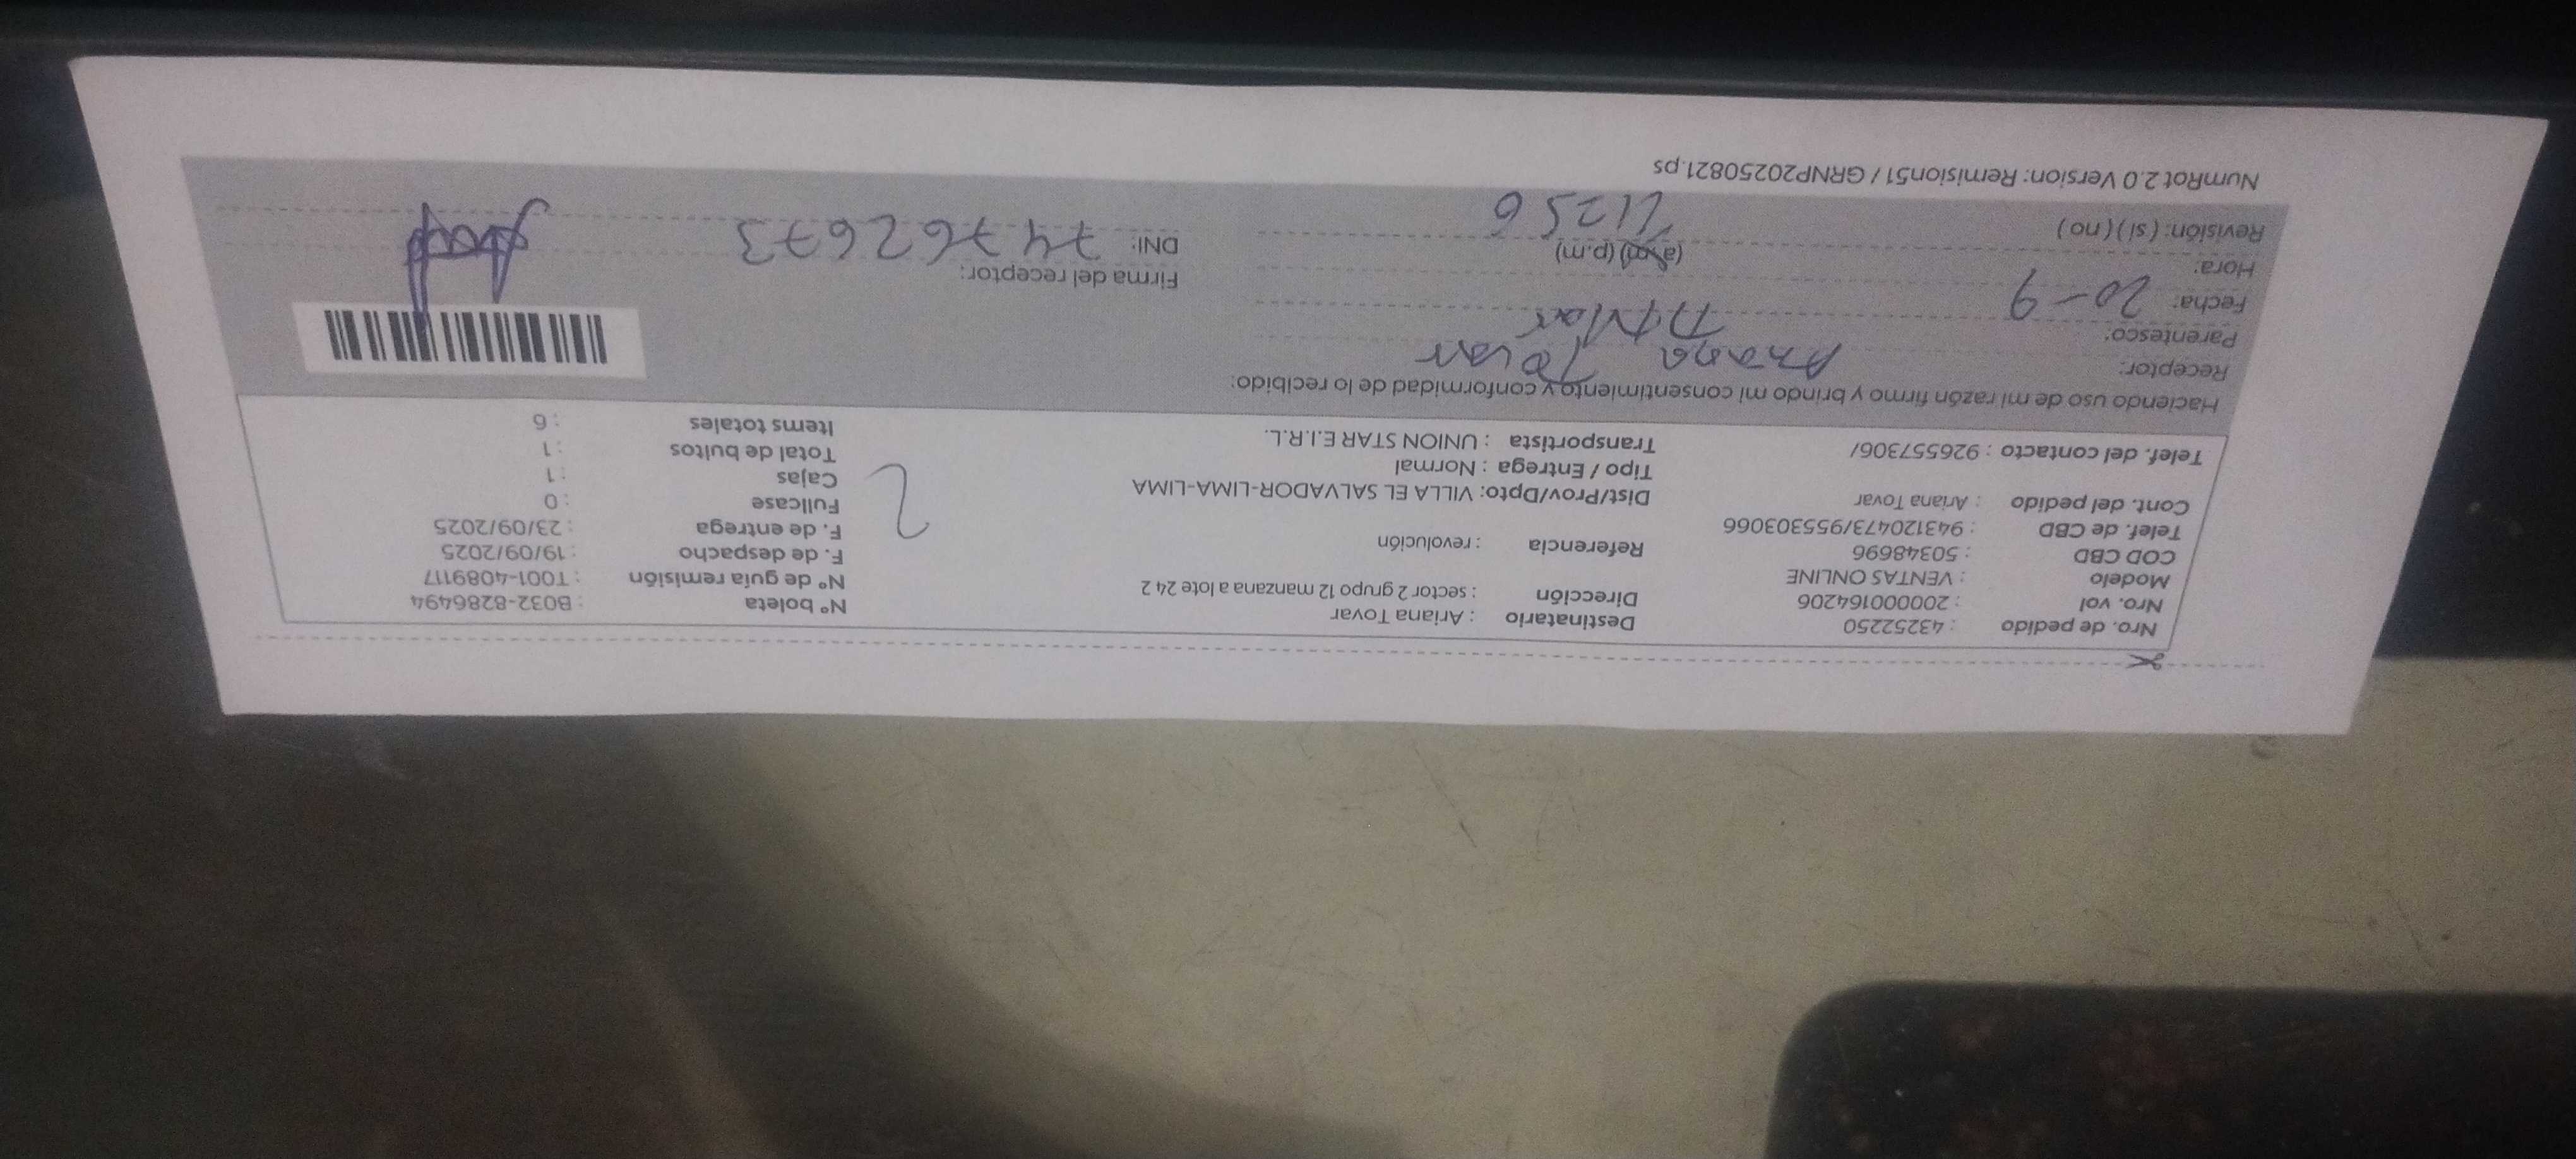 Nro. de pedido : 43252250
Nro. vol : 200000164206
Modelo : VENTAS ONLINE
COD CBD : 50348696
Telef. de CBD : 943120473/955303066
Cont. del pedido : Ariana Tovar
Telef. del contacto : 926557306/
Destinatario : Ariana Tovar
Dirección : sector 2 grupo 12 manzana a lote 24 2
Referencia : revolución
Dist/Prov/Dpto: VILLA EL SALVADOR-LIMA-LIMA
Tipo / Entrega : Normal
Transportista : UNION STAR E.I.R.L.
2
Nº boleta : B032-8286494
Nº de guía remisión : T001-4089117
F. de despacho : 19/09/2025
F. de entrega : 23/09/2025
Fullcase : 0
Cajas : 1
Total de bultos : 1
Items totales : 6
Haciendo uso de mi razón firmo y brindo mi consentimiento y conformidad de lo recibido:
Receptor: Tovar
Parentesco:
Fecha: 20-9
Hora: (a.m) (p.m)
Revisión: (si) (no)
Firma del receptor:
DNI: 74762673
NumRot 2.0 Version: Remision51 / GRNP20250821.ps